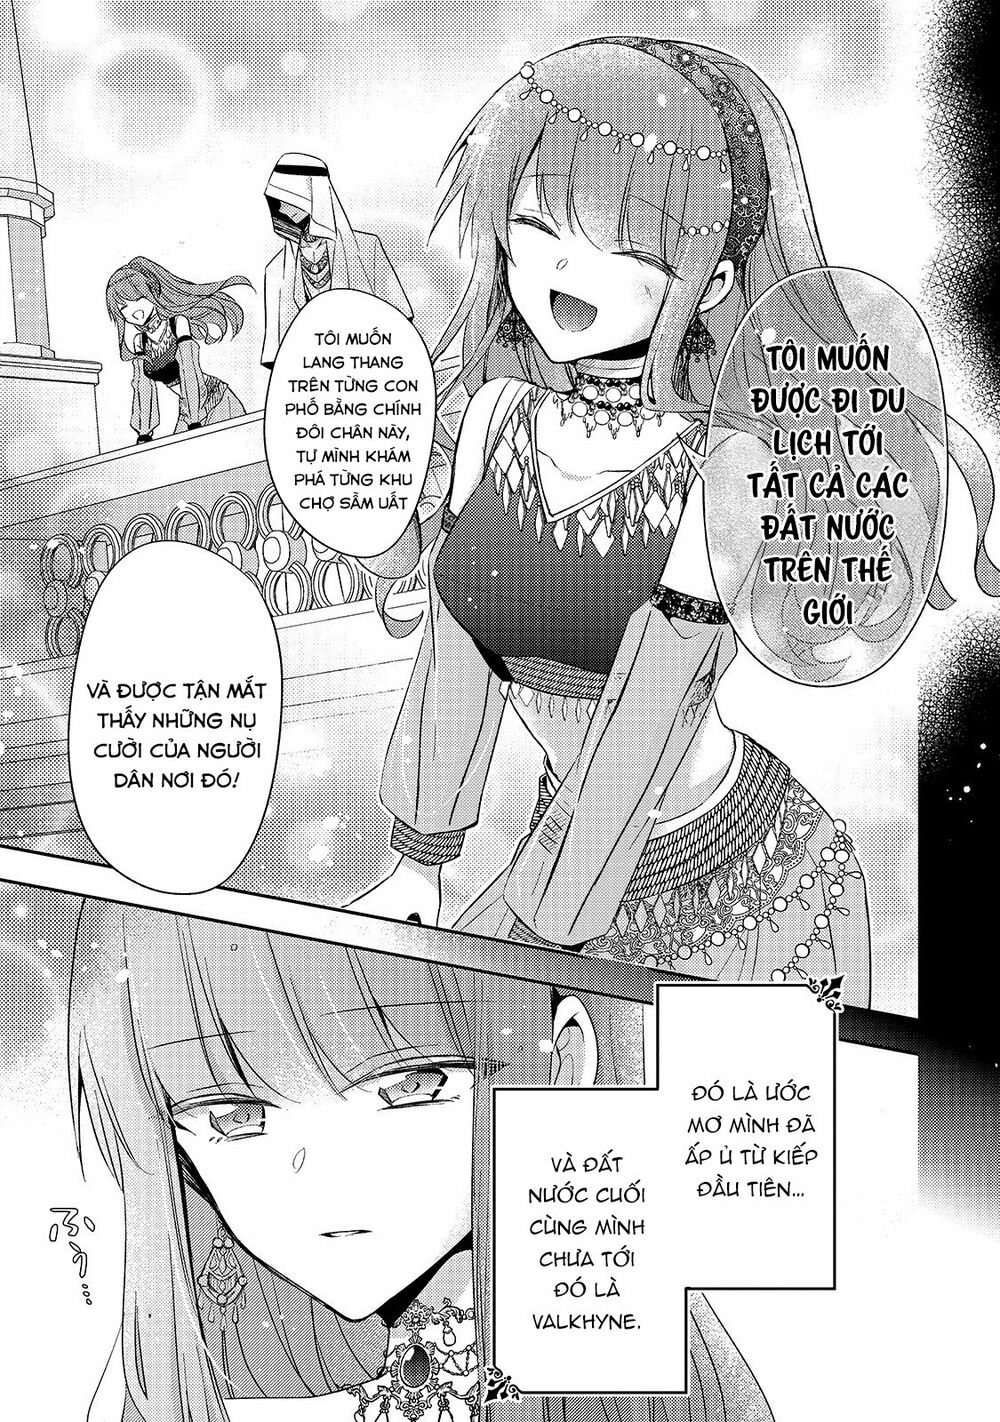 TÔI MUỐN
ĐƯỢC ĐI DU
LỊCH TỚI
TẤT CẢ CÁC
ĐẤT NƯỚC
TRÊN THẾ
GIỚI
TÔI MUỐN
LANG THANG
TRÊN TỪNG CON
PHỐ BẰNG CHÍNH
ĐÔI CHÂN NÀY,
TỰ MÌNH KHÁM
PHÁ TỪNG KHU
CHỢ SẦM UẤT
VÀ ĐƯỢC TẬN MẮT
THẤY NHỮNG NỤ
CƯỜI CỦA NGƯỜI
DÂN NƠI ĐÓ!
ĐÓ LÀ ƯỚC
MƠ MÌNH ĐÃ
ẤP Ủ TỪ KIẾP
ĐẦU TIÊN...
VÀ ĐẤT
NƯỚC CUỐI
CÙNG MÌNH
CHƯA TỚI
ĐÓ LÀ
VALKHYNE.
ふぅ…